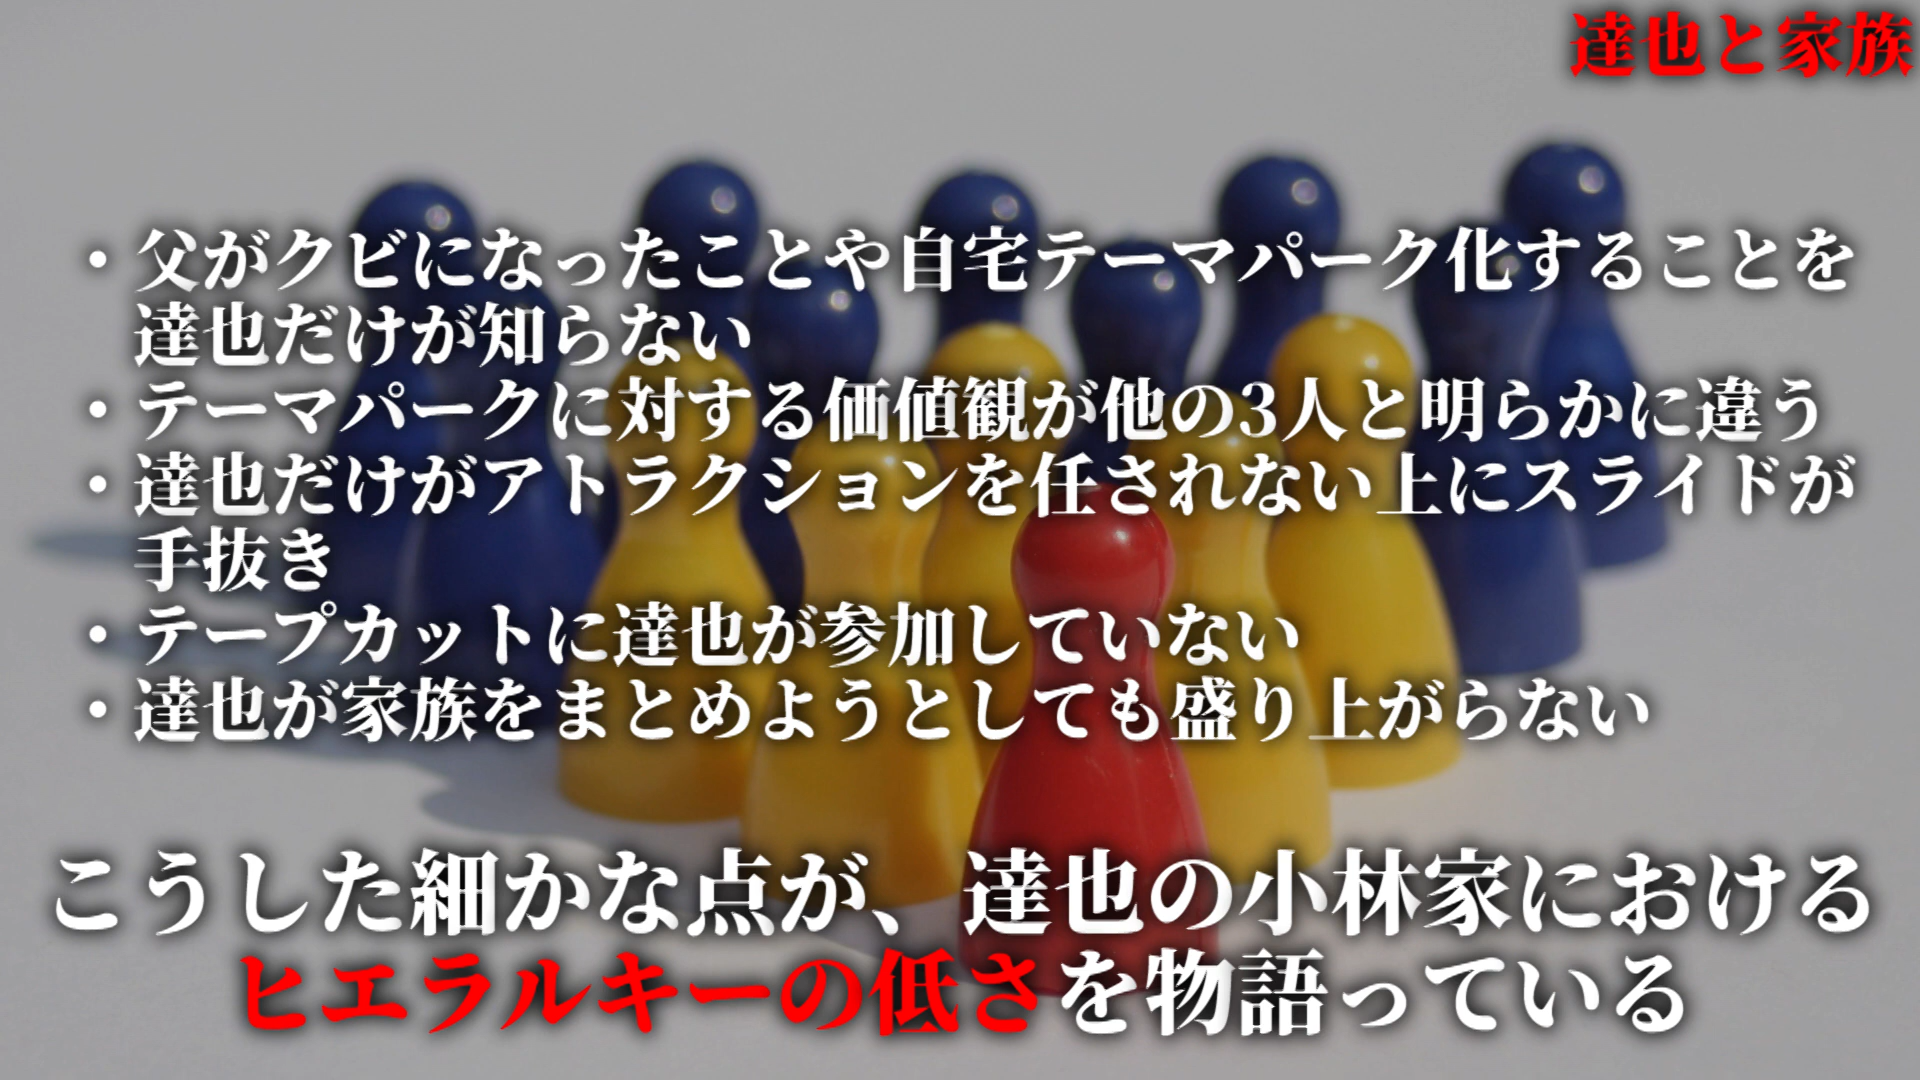 達也と家族
・父がクビになったことや自宅テーマパーク化することを
達也だけが知らない
・テーマパークに対する価値観が他の3人と明らかに違う
・達也だけがアトラクションを任されない上にスライドが
手抜き
・テープカットに達也が参加していない
・達也が家族をまとめようとしても盛り上がらない
こうした細かな点が、達也の小林家における
ヒエラルキーの低さを物語っている